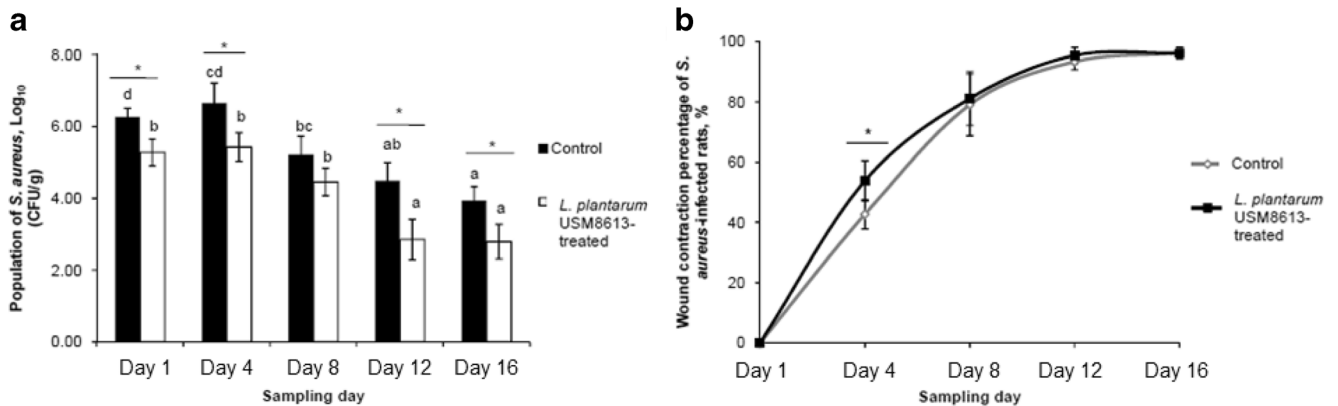 a
Population of S. aureus, Log10
(CFU/g)
8.00
6.00
4.00
2.00
0.00
*
*
*
*
d
b
cd
b
bc
b
ab
a
a
a
Control
L. plantarum
USM8613-
treated
Day 1
Day 4
Day 8
Day 12
Day 16
Sampling day
b
Wound contraction percentage of S.
aureus-infected rats, %
100
80
60
40
20
0
*
Control
L. plantarum
USM8613-
treated
Day 1
Day 4
Day 8
Day 12
Day 16
Sampling day